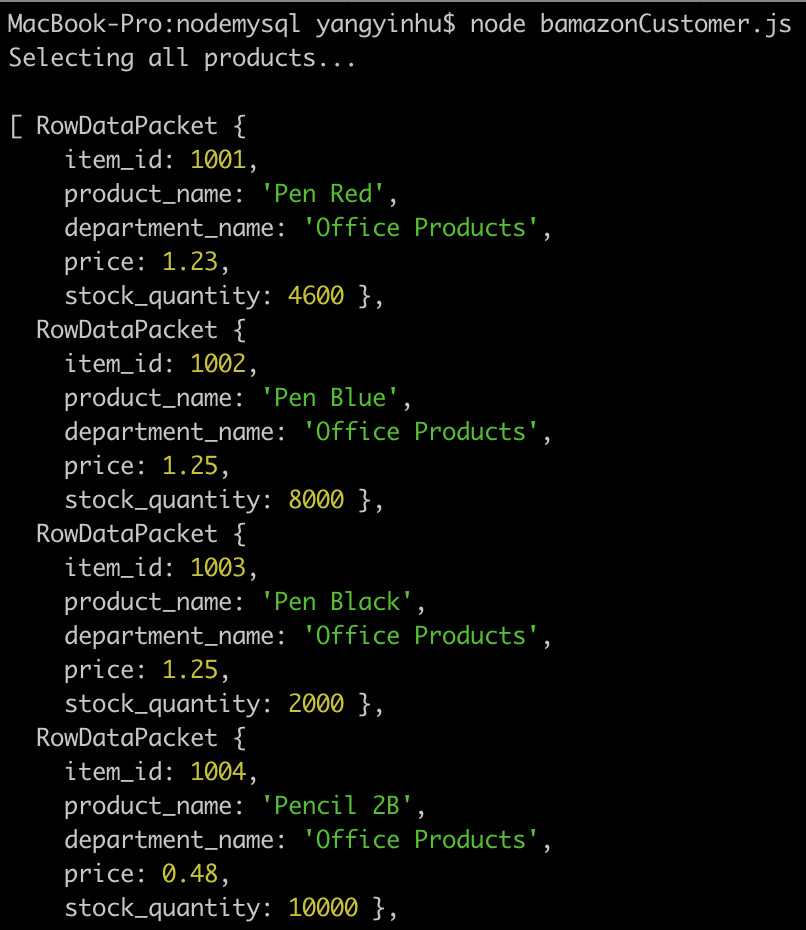 MacBook-Pro:nodemysql yangyinhu$ node bamazonCustomer.js
Selecting all products...

[ RowDataPacket {
    item_id: 1001,
    product_name: 'Pen Red',
    department_name: 'Office Products',
    price: 1.23,
    stock_quantity: 4600 },
  RowDataPacket {
    item_id: 1002,
    product_name: 'Pen Blue',
    department_name: 'Office Products',
    price: 1.25,
    stock_quantity: 8000 },
  RowDataPacket {
    item_id: 1003,
    product_name: 'Pen Black',
    department_name: 'Office Products',
    price: 1.25,
    stock_quantity: 2000 },
  RowDataPacket {
    item_id: 1004,
    product_name: 'Pencil 2B',
    department_name: 'Office Products',
    price: 0.48,
    stock_quantity: 10000 },